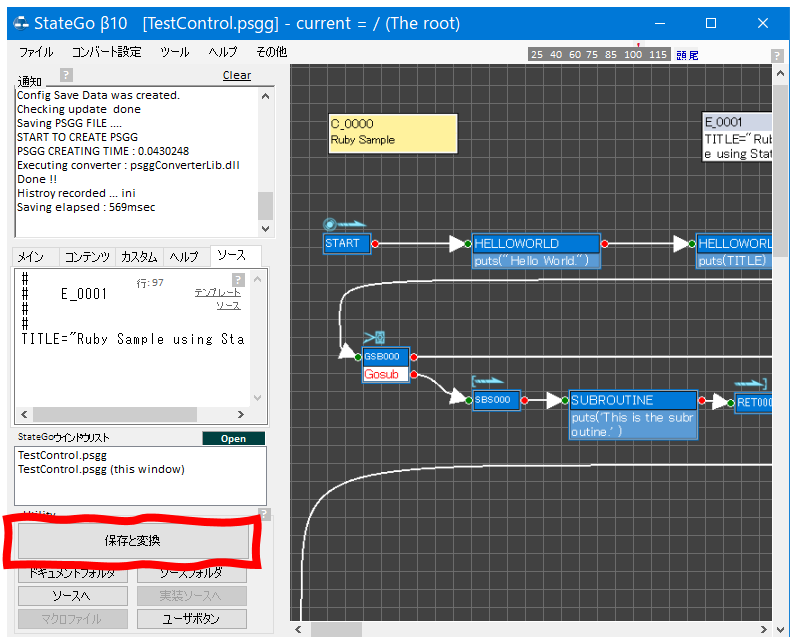 StateGo β10   [TestControl.psgg] - current = / (The root)
ファイル コンバート設定 ツール ヘルプ その他
25 40 60 75 85 100 115 頭尾
?
通知 ? Clear
Config Save Data was created.
Checking update  done
Saving PSGG FILE ....
START TO CREATE PSGG
PSGG CREATING TIME : 0.0430248
Executing converter : psggConverterLib.dll
Done !!
Histroy recorded ... ini
Saving elapsed : 569msec
メイン コンテンツ カスタム ヘルプ ソース
行:97 ?
テンプレート
ソース
#
#    E_0001
#
#
TITLE="Ruby Sample using Sta
StateGoウインドウリスト Open
TestControl.psgg
TestControl.psgg (this window)
Utility ?
保存と変換
ドキュメントフォルダ ソースフォルダ
ソースへ 実装ソースへ
マクロファイル ユーザボタン
C_0000
Ruby Sample
E_0001
TITLE="Rub
e using Stat
START
HELLOWORLD
puts("Hello World.")
HELLOWORL
puts(TITLE)
GSB000
Gosub
SBS000
SUBROUTINE
puts('This is the subr
outine.' )
RET000